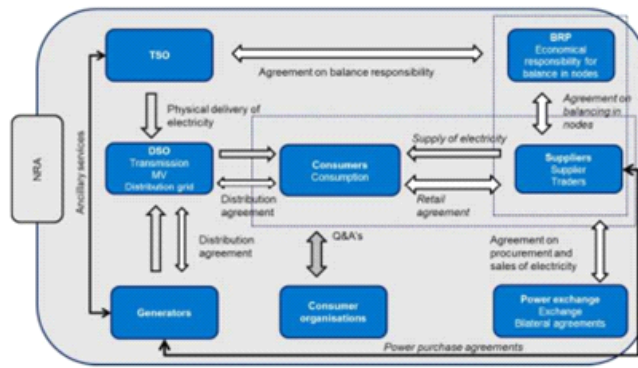 TSO
BRP
Economical
responsibility for
balance in nodes
Agreement on balance responsibility
Physical delivery of
electricity
Agreement on
balancing in
nodes
NRA
Ancillary services
DSO
Transmission
MV
Distribution grid
Supply of electricity
Consumers
Consumption
Suppliers
Supplier
Traders
Distribution
agreement
Retail
agreement
Distribution
agreement
Q&A's
Agreement on
procurement and
sales of electricity
Generators
Consumer
organisations
Power exchange
Exchange
Bilateral agreements
Power purchase agreements